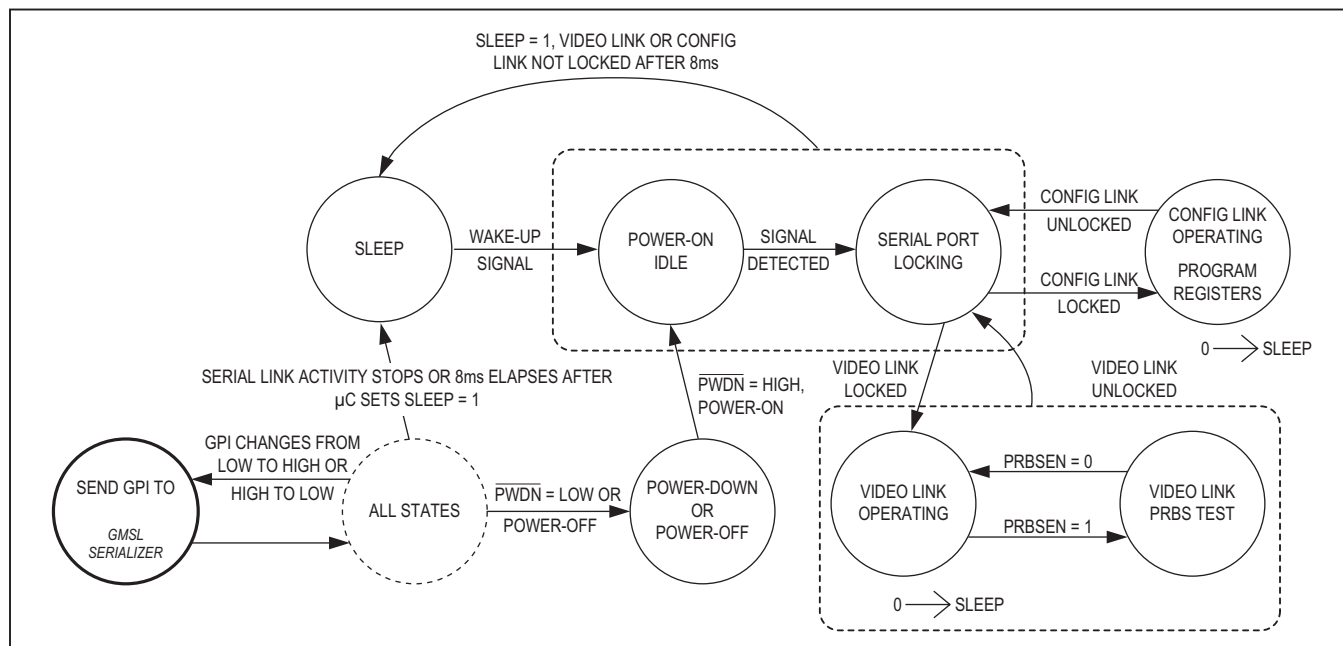 SLEEP = 1, VIDEO LINK OR CONFIG
LINK NOT LOCKED AFTER 8ms
SLEEP
WAKE-UP
SIGNAL
POWER-ON
IDLE
SIGNAL
DETECTED
SERIAL PORT
LOCKING
CONFIG LINK
UNLOCKED
CONFIG LINK
LOCKED
CONFIG LINK
OPERATING
PROGRAM
REGISTERS
0 → SLEEP
SERIAL LINK ACTIVITY STOPS OR 8ms ELAPSES AFTER
µC SETS SLEEP = 1
PWDN = HIGH,
POWER-ON
VIDEO LINK
LOCKED
VIDEO LINK
UNLOCKED
SEND GPI TO
GMSL
SERIALIZER
GPI CHANGES FROM
LOW TO HIGH OR
HIGH TO LOW
ALL STATES
PWDN = LOW OR
POWER-OFF
POWER-DOWN
OR
POWER-OFF
VIDEO LINK
OPERATING
PRBSEN = 0
PRBSEN = 1
VIDEO LINK
PRBS TEST
0 → SLEEP